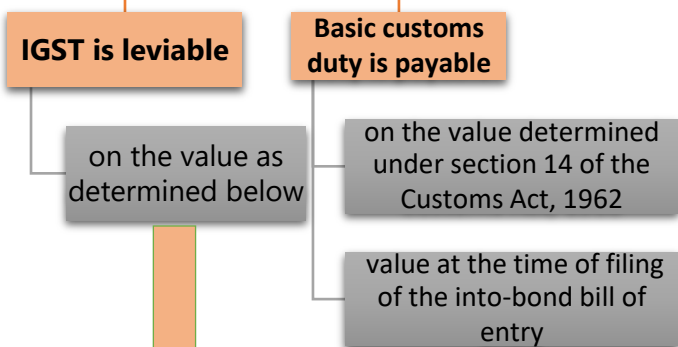 IGST is leviable
on the value as
determined below
Basic customs
duty is payable
on the value determined
under section 14 of the
Customs Act, 1962
value at the time of filing
of the into-bond bill of
entry